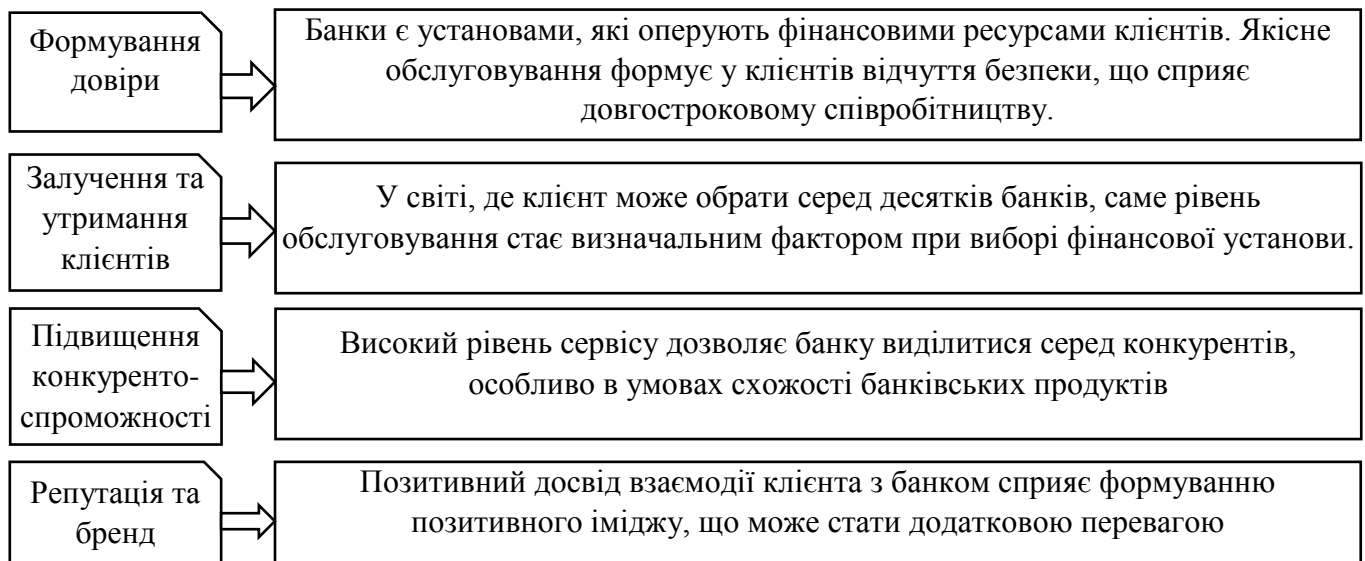 Формування
довіри
Банки є установами, які оперують фінансовими ресурсами клієнтів. Якісне
обслуговування формує у клієнтів відчуття безпеки, що сприяє
довгостроковому співробітництву.
Залучення та
утримання
клієнтів
У світі, де клієнт може обрати серед десятків банків, саме рівень
обслуговування стає визначальним фактором при виборі фінансової установи.
Підвищення
конкуренто-
спроможності
Високий рівень сервісу дозволяє банку виділитися серед конкурентів,
особливо в умовах схожості банківських продуктів
Репутація та
бренд
Позитивний досвід взаємодії клієнта з банком сприяє формуванню
позитивного іміджу, що може стати додатковою перевагою